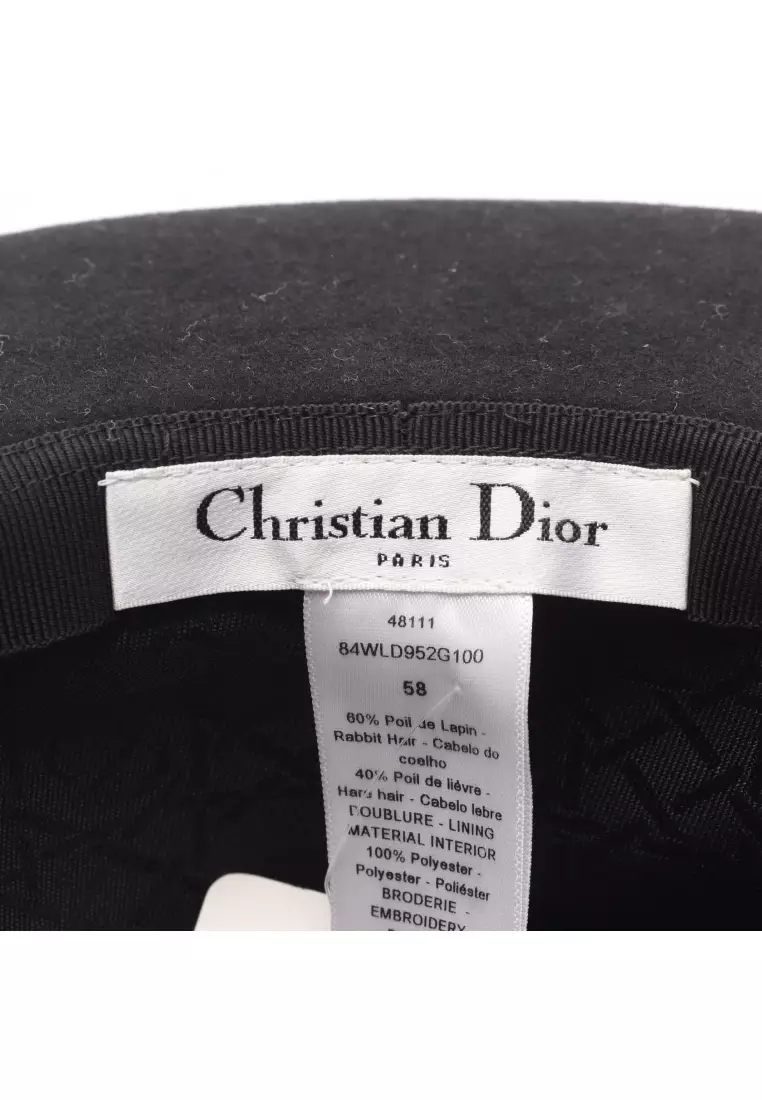 Christian Dior
PARIS
48111
84WLD952G100
58
60% Poil de Lapin -
Rabbit Hair - Cabelo do
coelho
40% Poil de liévre -
Hare hair - Cabelo lebre
DOUBLURE - LINING
MATERIAL INTERIOR
100% Polyester -
Polyester - Poliéster
BRODERIE -
EMBROIDERY